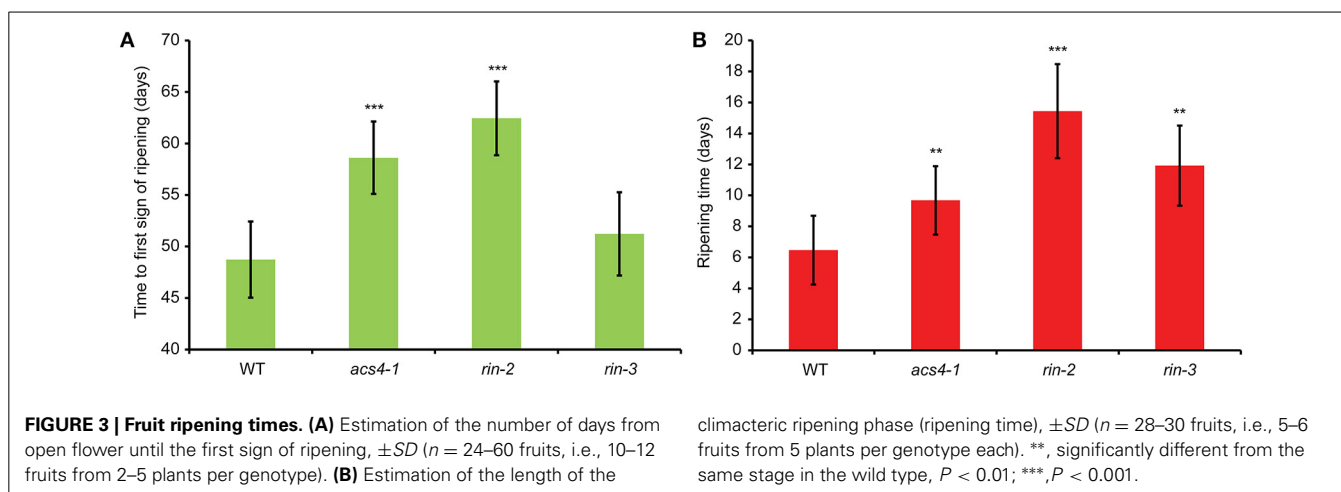 A
Time to first sign of ripening (days)
70
65
60
55
50
45
40
***
***
WT
acs4-1
rin-2
rin-3
B
Ripening time (days)
20
18
16
14
12
10
8
6
4
2
0
**
***
**
WT
acs4-1
rin-2
rin-3
FIGURE 3 | Fruit ripening times. (A) Estimation of the number of days from
open flower until the first sign of ripening, ±SD (n = 24–60 fruits, i.e., 10–12
fruits from 2–5 plants per genotype). (B) Estimation of the length of the
climacteric ripening phase (ripening time), ±SD (n = 28–30 fruits, i.e., 5–6
fruits from 5 plants per genotype each). **, significantly different from the
same stage in the wild type, P < 0.01; ***,P < 0.001.